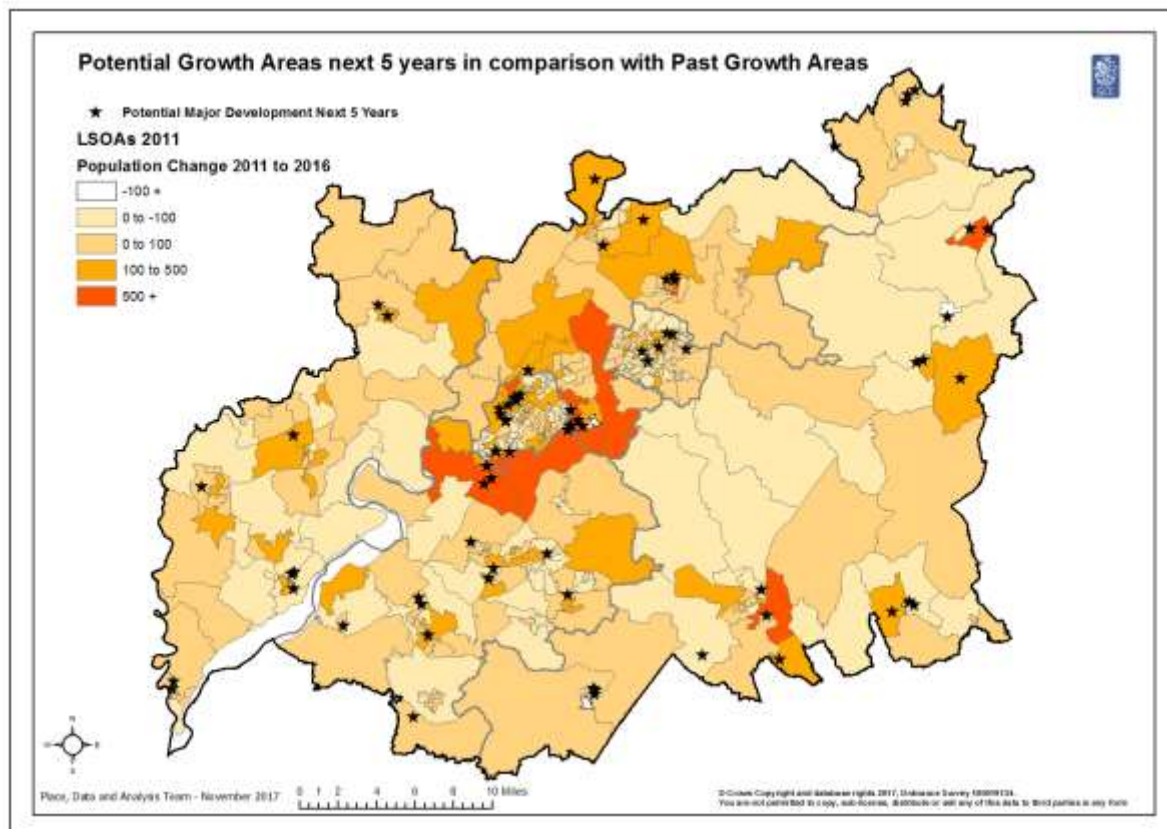 Potential Growth Areas next 5 years in comparison with Past Growth Areas
Potential Major Development Next 5 Years
LSOAs 2011
Population Change 2011 to 2016
-100 +
0 to -100
0 to 100
100 to 500
500 +
N
W E
S
Place, Data and Analysis Team - November 2017
0 1 2 4 6 8 10 Miles
© Crown Copyright and database rights 2017, Ordnance Survey
You are not permitted to copy, sub-license, distribute or sell any of this data to third parties in any form